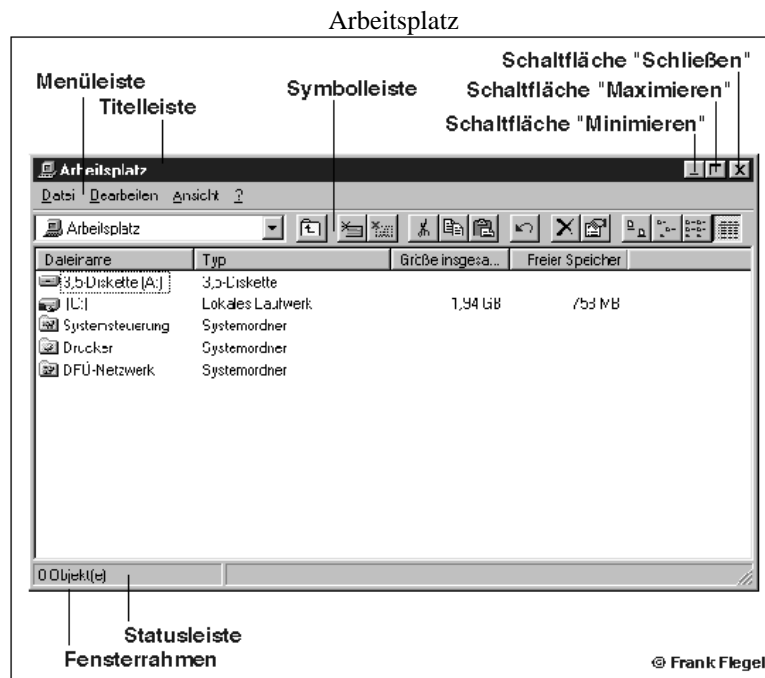 Arbeitsplatz
Schaltfläche "Schließen"
Menüleiste
Symbolleiste
Schaltfläche "Maximieren"
Titelleiste
Schaltfläche "Minimieren"
Arbeitsplatz
Datei Bearbeiten Ansicht ?
Arbeitsplatz
Dateiname Typ Größe insgesa... Freier Speicher
3,5-Diskette (A:) 3,5-Diskette
(C:) Lokales Laufwerk 1,94 GB 753 MB
Systemsteuerung Systemordner
Drucker Systemordner
DFÜ-Netzwerk Systemordner
0 Objekt(e)
Statusleiste
Fensterrahmen
© Frank Flegel